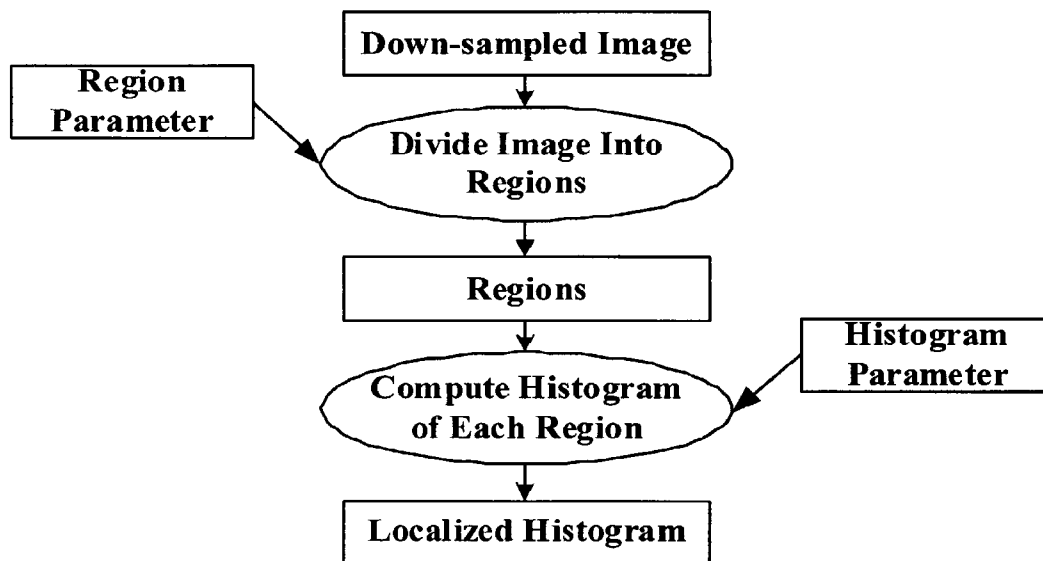 Down-sampled Image
Region
Parameter
Divide Image Into
Regions
Regions
Histogram
Parameter
Compute Histogram
of Each Region
Localized Histogram